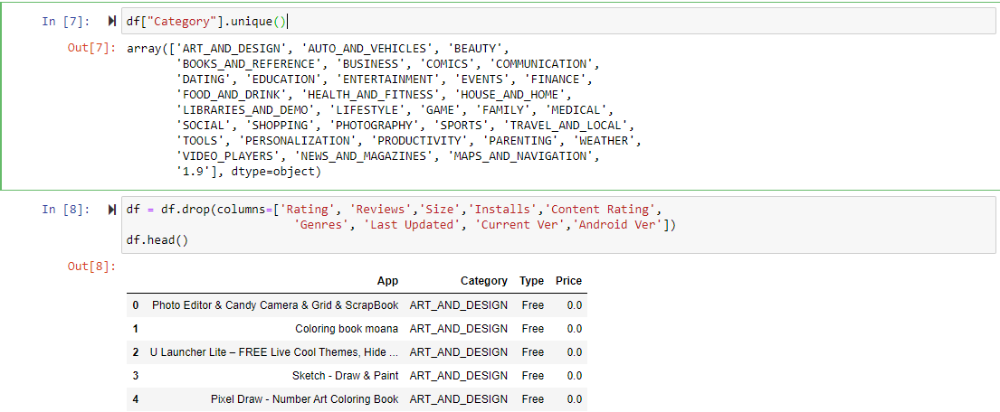 In [7]: df["Category"].unique()
Out[7]: array(['ART_AND_DESIGN', 'AUTO_AND_VEHICLES', 'BEAUTY',
'BOOKS_AND_REFERENCE', 'BUSINESS', 'COMICS', 'COMMUNICATION',
'DATING', 'EDUCATION', 'ENTERTAINMENT', 'EVENTS', 'FINANCE',
'FOOD_AND_DRINK', 'HEALTH_AND_FITNESS', 'HOUSE_AND_HOME',
'LIBRARIES_AND_DEMO', 'LIFESTYLE', 'GAME', 'FAMILY', 'MEDICAL',
'SOCIAL', 'SHOPPING', 'PHOTOGRAPHY', 'SPORTS', 'TRAVEL_AND_LOCAL',
'TOOLS', 'PERSONALIZATION', 'PRODUCTIVITY', 'PARENTING', 'WEATHER',
'VIDEO_PLAYERS', 'NEWS_AND_MAGAZINES', 'MAPS_AND_NAVIGATION',
'1.9'], dtype=object)
In [8]: df = df.drop(columns=['Rating', 'Reviews','Size','Installs','Content Rating',
'Genres', 'Last Updated', 'Current Ver','Android Ver'])
df.head()
Out[8]:
App Category Type Price
0 Photo Editor & Candy Camera & Grid & ScrapBook ART_AND_DESIGN Free 0.0
1 Coloring book moana ART_AND_DESIGN Free 0.0
2 U Launcher Lite – FREE Live Cool Themes, Hide ... ART_AND_DESIGN Free 0.0
3 Sketch - Draw & Paint ART_AND_DESIGN Free 0.0
4 Pixel Draw - Number Art Coloring Book ART_AND_DESIGN Free 0.0